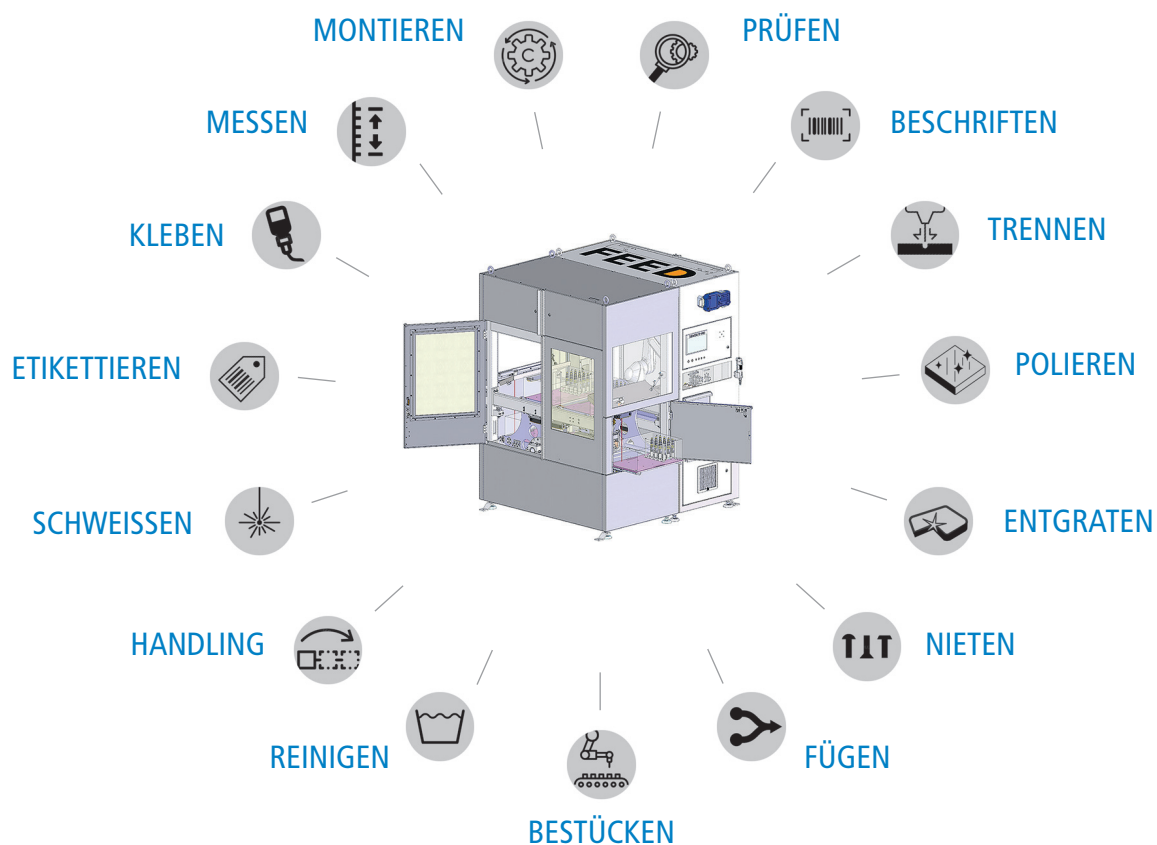 MONTIEREN
PRÜFEN
MESSEN
BESCHRIFTEN
KLEBEN
TRENNEN
FEED
ETIKETTIEREN
POLIEREN
SCHWEISSEN
ENTGRATEN
HANDLING
NIETEN
REINIGEN
FÜGEN
BESTÜCKEN